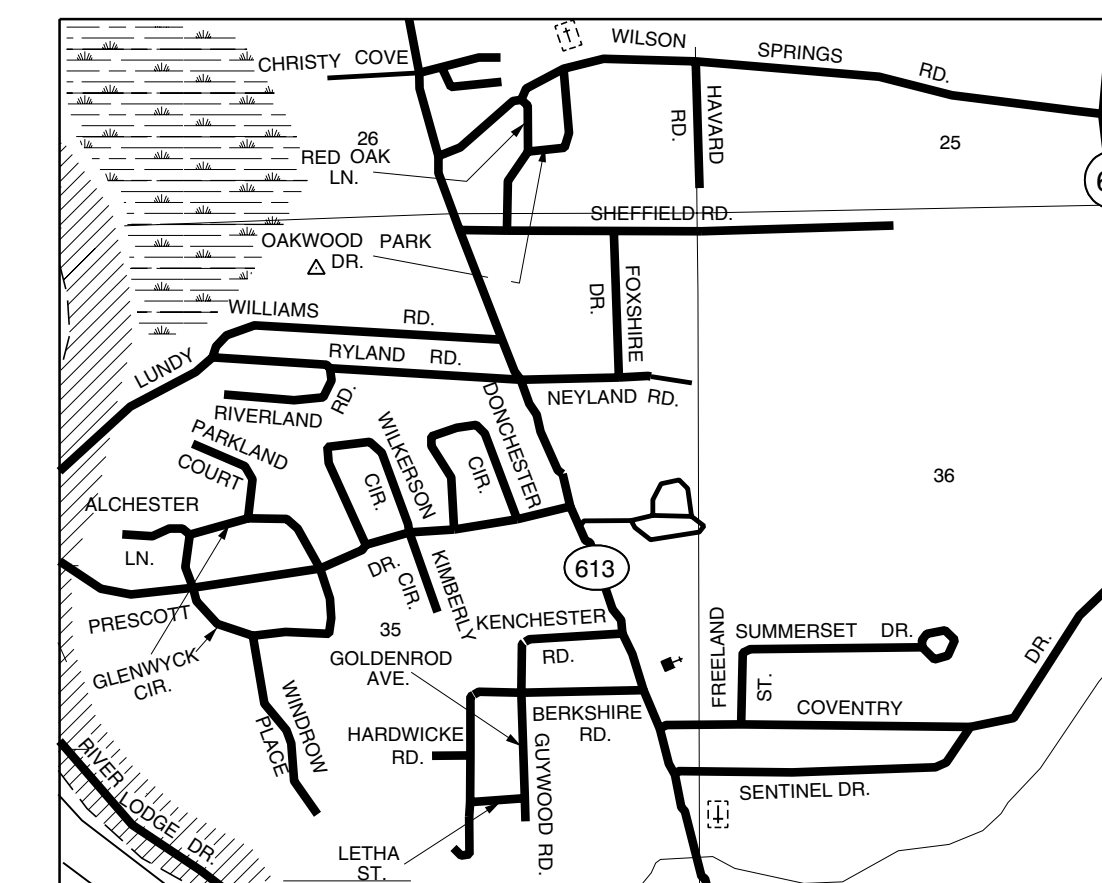 WILSON SPRINGS RD.
CHRISTY COVE
HAVARD
RD.
26
25
RED OAK
LN.
6
SHEFFIELD RD.
OAKWOOD PARK
DR.
FOXSHIRE
DR.
WILLIAMS RD.
LUNDY
RYLAND RD.
NEYLAND RD.
RIVERLAND RD.
PARKLAND
COURT
WILKERSON
CIR.
DONCHESTER
CIR.
36
ALCHESTER
LN.
613
PRESCOTT DR.
KIMBERLY
CIR.
35
KENCHESTER
RD.
GLENWYCK
CIR.
GOLDENROD
AVE.
FREELAND
ST.
SUMMERSET DR.
COVENTRY DR.
WINDROW
PLACE
BERKSHIRE
RD.
HARDWICKE
RD.
GUYWOOD RD.
SENTINEL DR.
RIVER LODGE DR.
LETHA
ST.